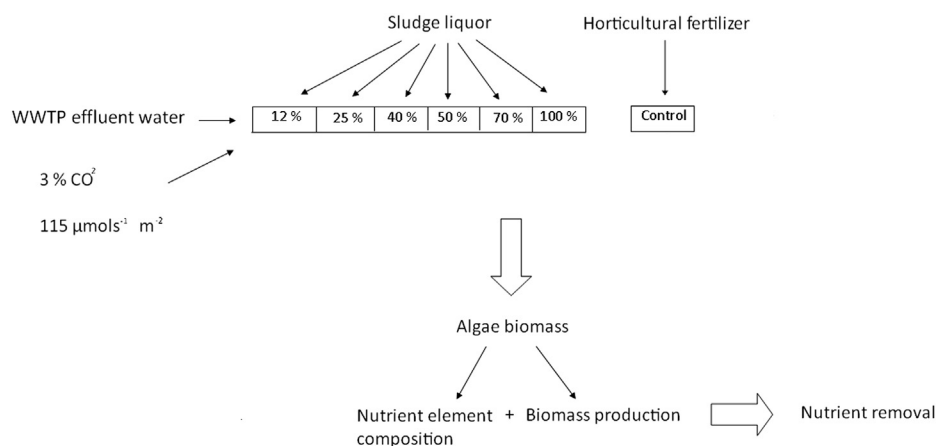 Sludge liquor
Horticultural fertilizer
WWTP effluent water
12 %
25 %
40 %
50 %
70 %
100 %
Control
3 % CO²
115 µmols⁻¹ m⁻²
Algae biomass
Nutrient element + Biomass production
composition
Nutrient removal